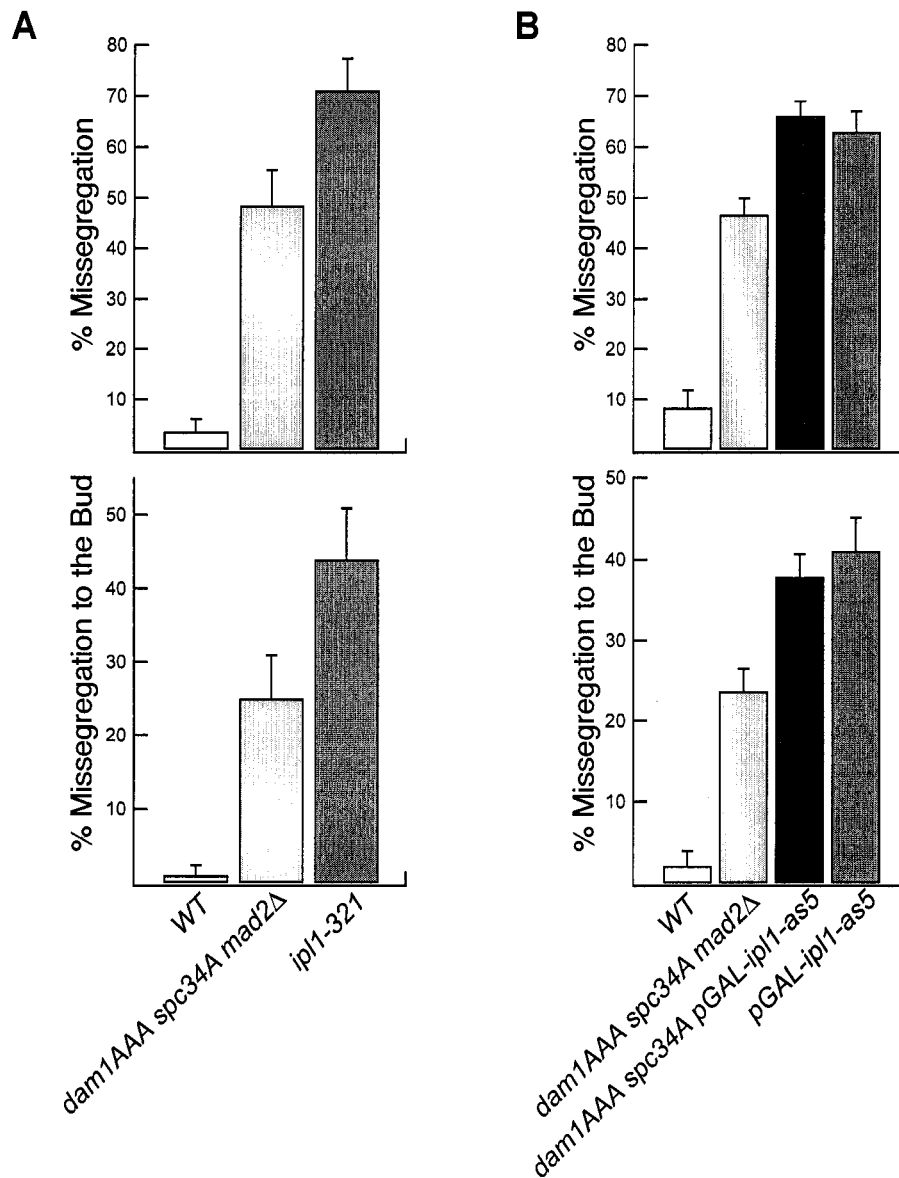 A
% Missegregation
80
70
60
50
40
30
20
10
% Missegregation to the Bud
50
40
30
20
10
WT
dam1AAA spc34A mad2Δ
ipl1-321
B
% Missegregation
80
70
60
50
40
30
20
10
% Missegregation to the Bud
50
40
30
20
10
WT
dam1AAA spc34A mad2Δ
dam1AAA spc34A pGAL-ipl1-as5
pGAL-ipl1-as5